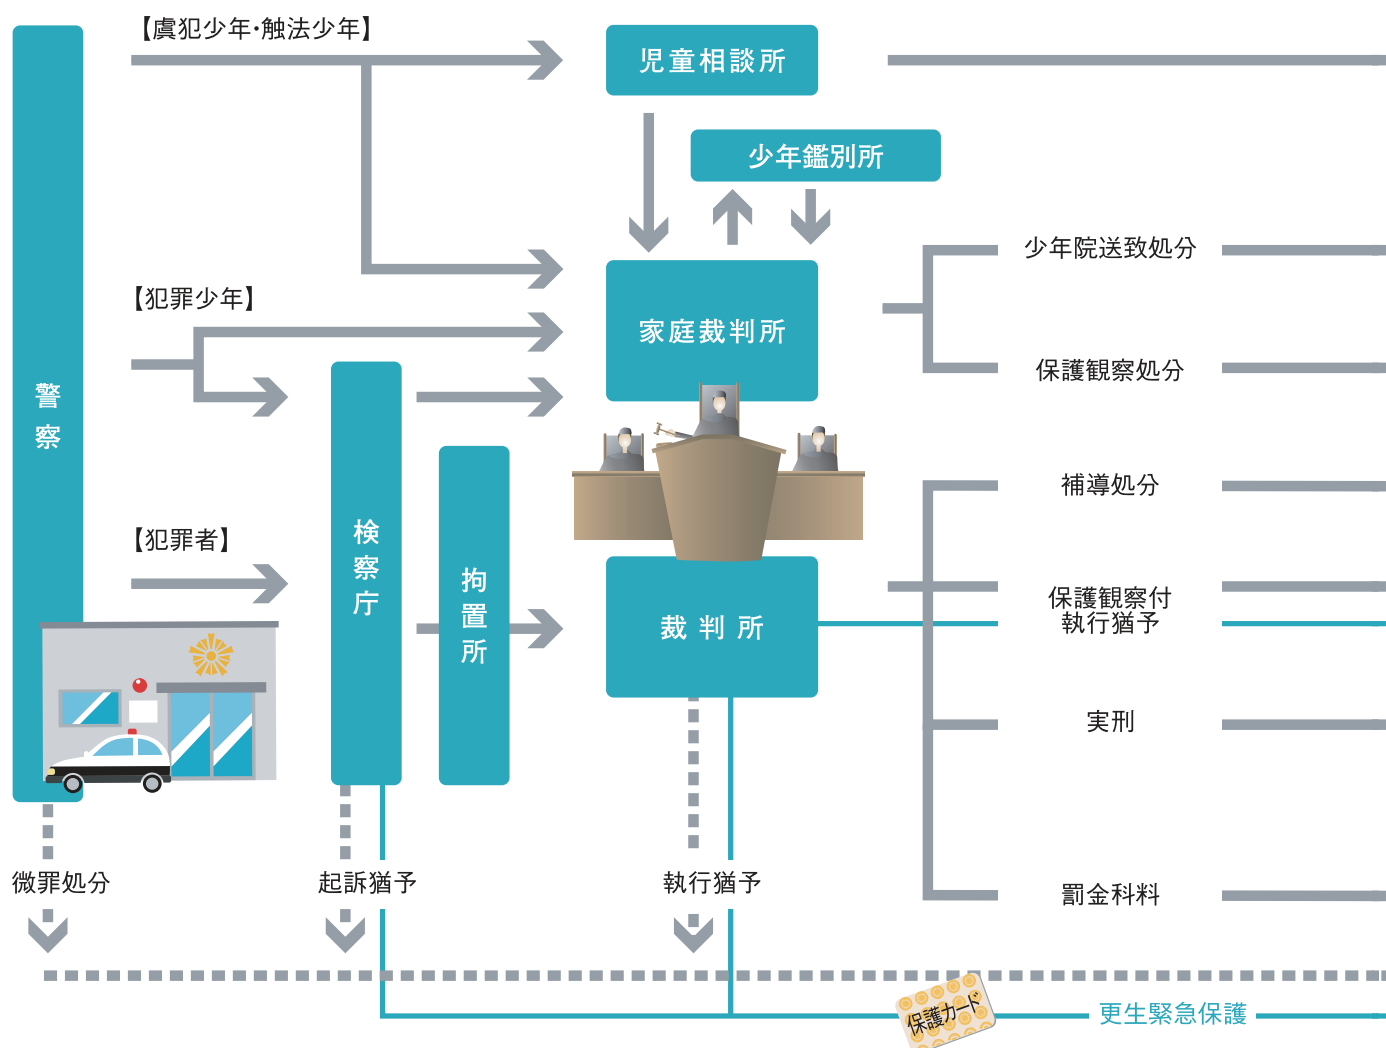 【虞犯少年・触法少年】
児童相談所
少年鑑別所
少年院送致処分
【犯罪少年】
家庭裁判所
保護観察処分
警察
補導処分
検察庁
【犯罪者】
拘置所
保護観察付
執行猶予
裁判所
実刑
微罪処分
起訴猶予
執行猶予
罰金科料
保護カード
更生緊急保護